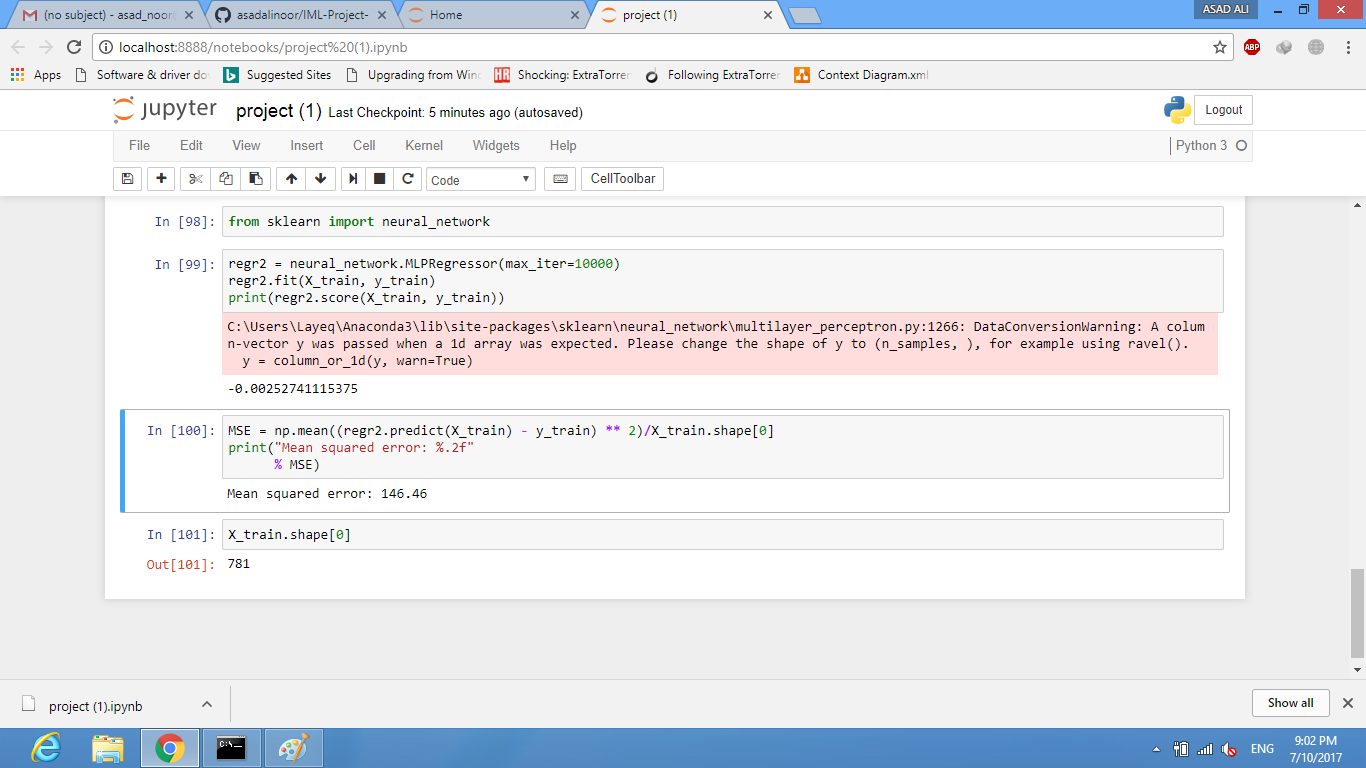 (no subject) - asad_noor
asadalinoor/IML-Project-
Home
project (1)
ASAD ALI
localhost:8888/notebooks/project%20(1).ipynb
ABP
Apps
Software & driver do
Suggested Sites
Upgrading from Win
HR
Shocking: ExtraTorrer
Following ExtraTorrer
Context Diagram.xml
jupyter
project (1) Last Checkpoint: 5 minutes ago (autosaved)
Logout
File Edit View Insert Cell Kernel Widgets Help
Python 3
Code
CellToolbar
In [98]: from sklearn import neural_network
In [99]: regr2 = neural_network.MLPRegressor(max_iter=10000)
regr2.fit(X_train, y_train)
print(regr2.score(X_train, y_train))
C:\Users\Layeq\Anaconda3\lib\site-packages\sklearn\neural_network\multilayer_perceptron.py:1266: DataConversionWarning: A colum
n-vector y was passed when a 1d array was expected. Please change the shape of y to (n_samples, ), for example using ravel().
y = column_or_1d(y, warn=True)
-0.00252741115375
In [100]: MSE = np.mean((regr2.predict(X_train) - y_train) ** 2)/X_train.shape[0]
print("Mean squared error: %.2f"
% MSE)
Mean squared error: 146.46
In [101]: X_train.shape[0]
Out[101]: 781
project (1).ipynb
Show all
C:\
ENG
9:02 PM
7/10/2017